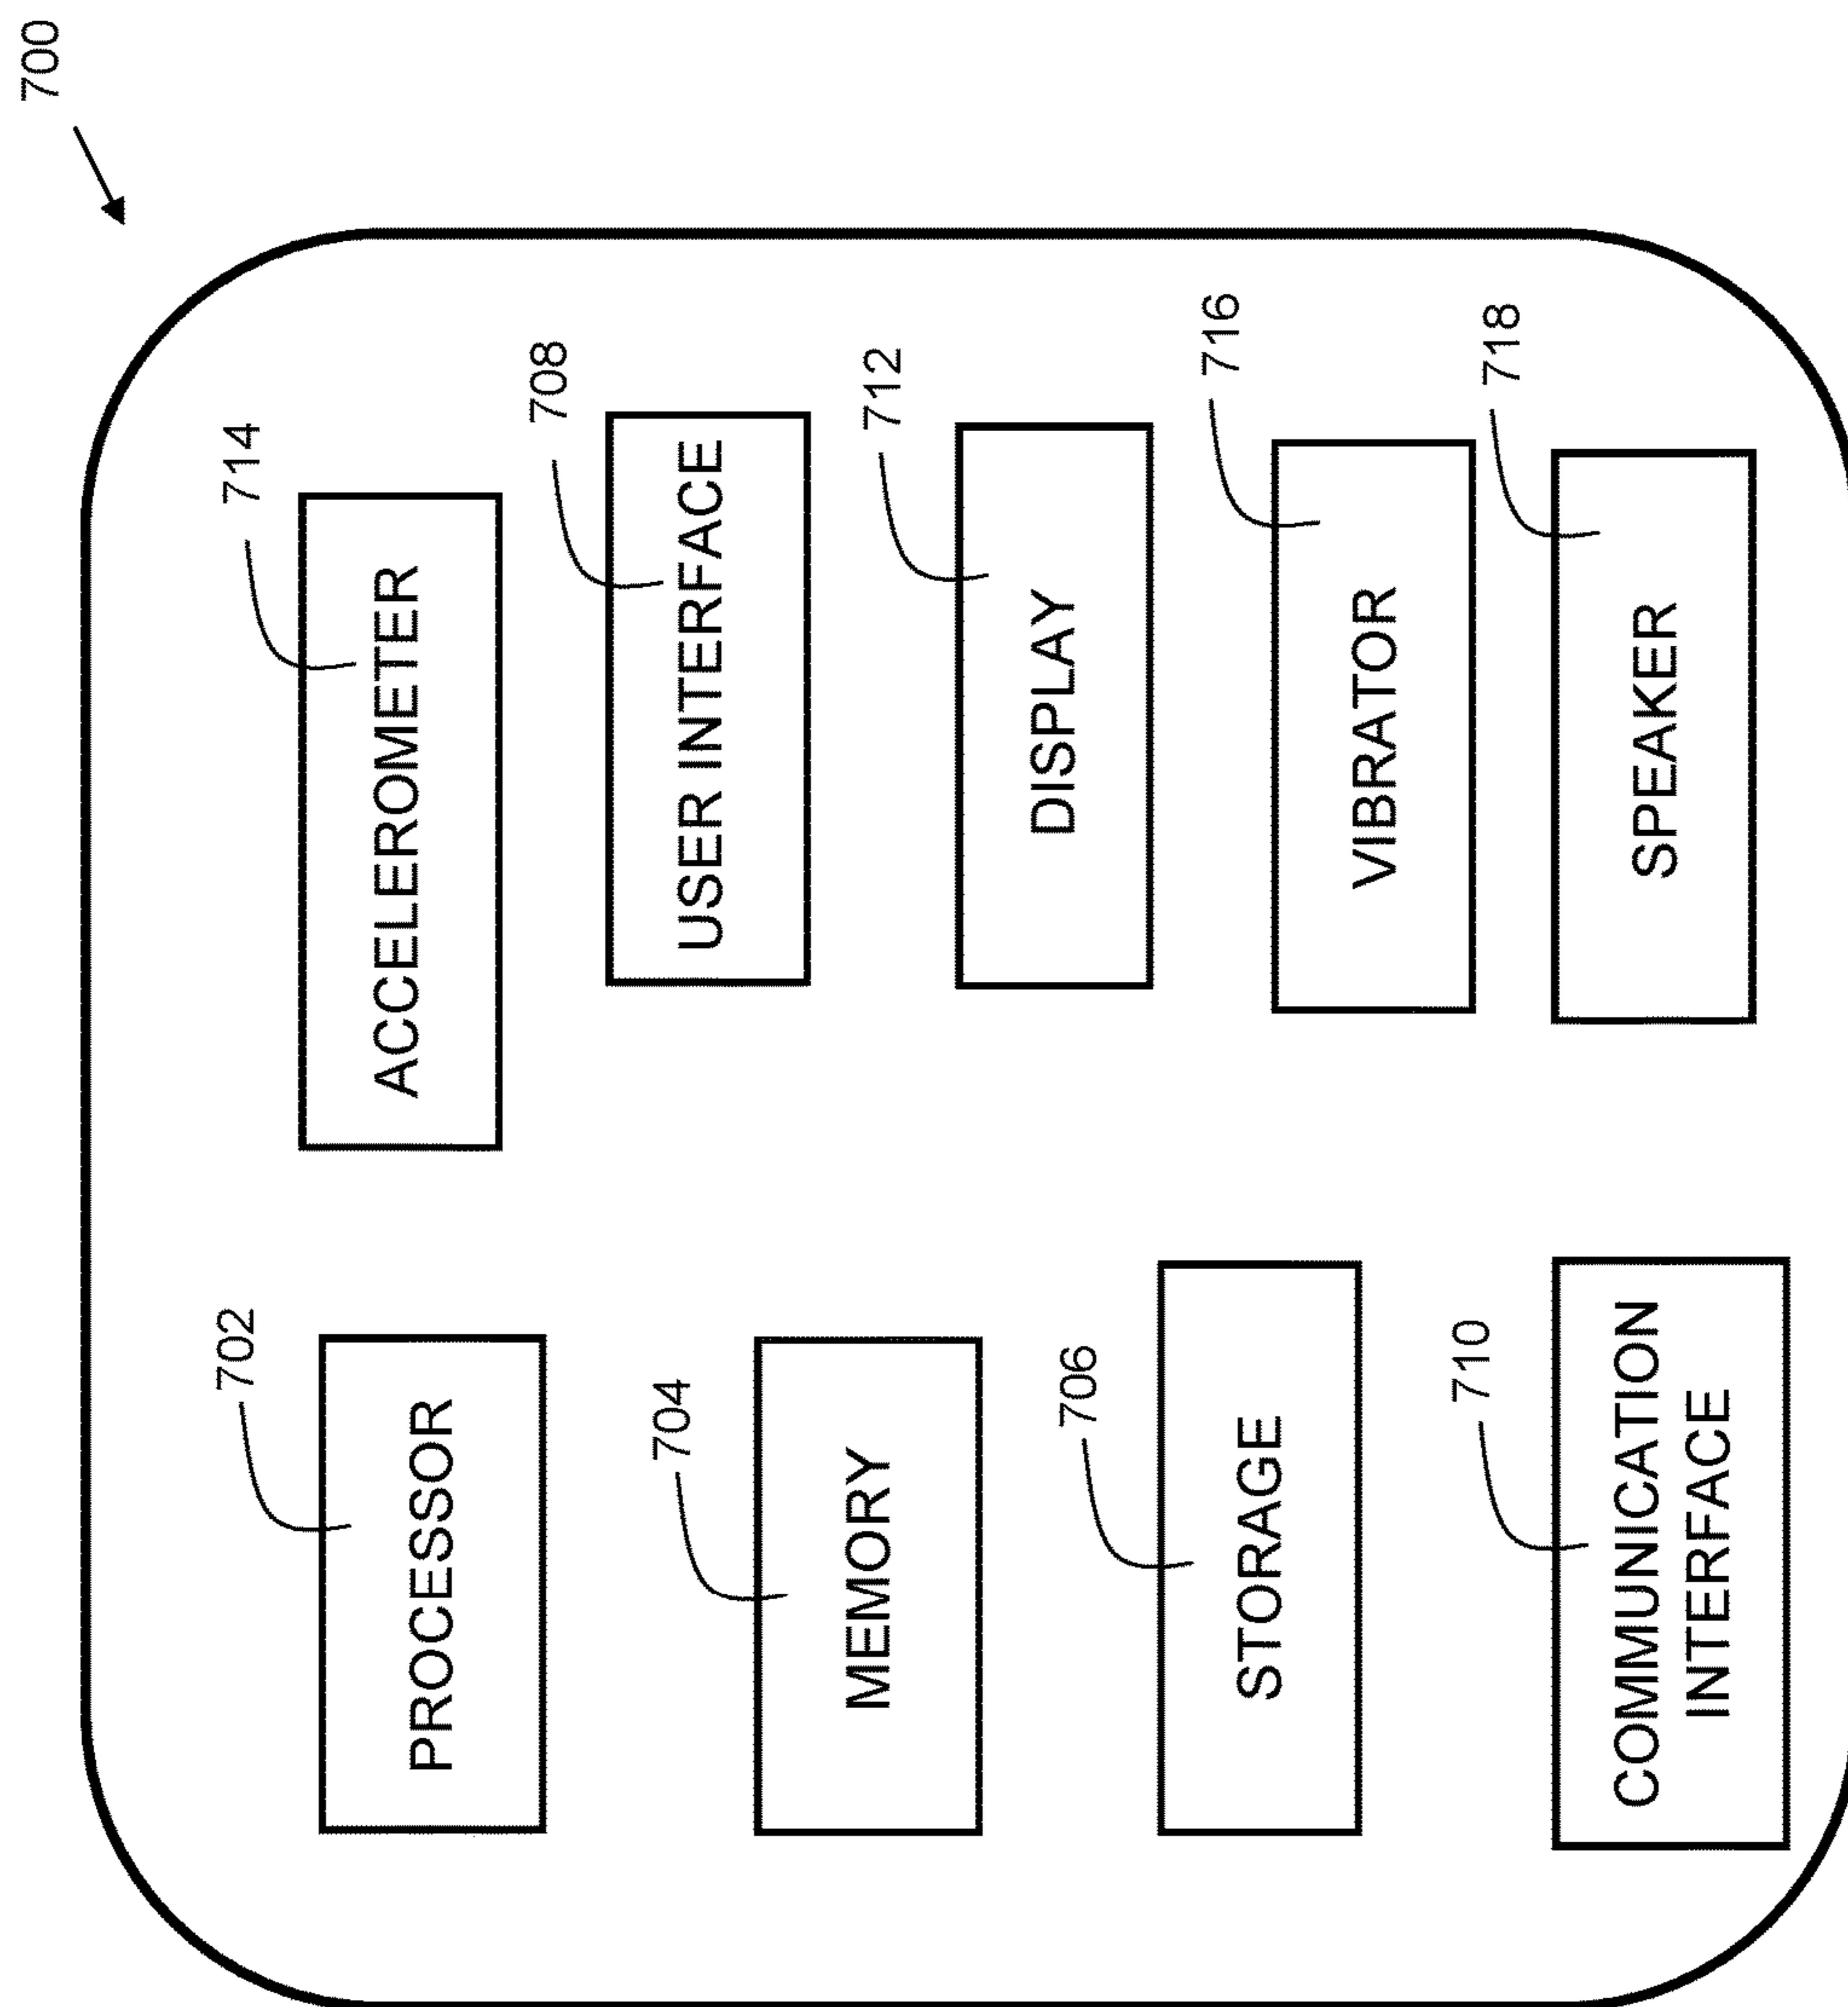 700
702
PROCESSOR
714
ACCELEROMETER
704
MEMORY
708
USER INTERFACE
706
STORAGE
712
DISPLAY
716
VIBRATOR
710
COMMUNICATION
INTERFACE
718
SPEAKER